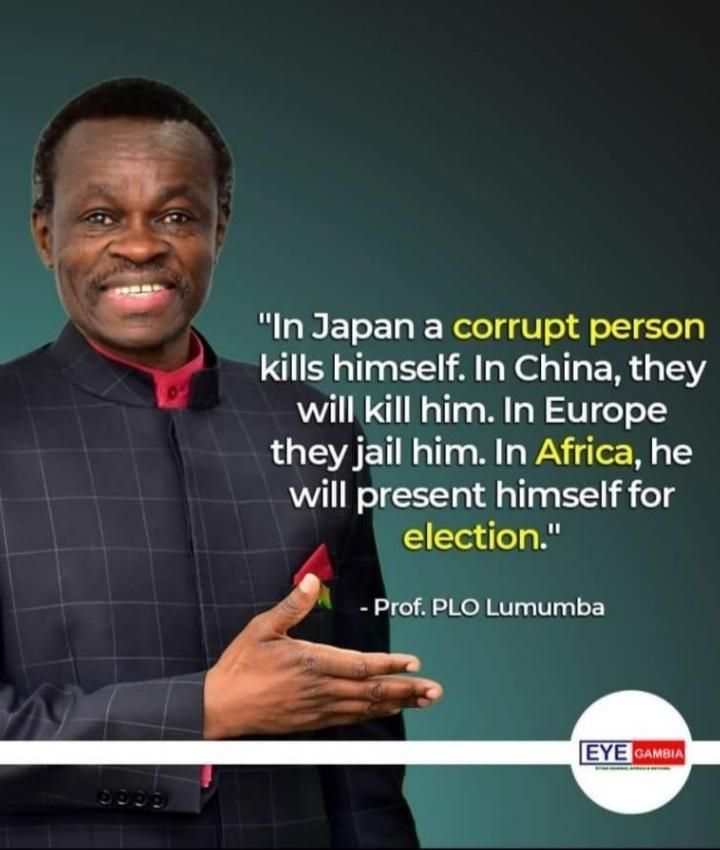 "In Japan a corrupt person
kills himself. In China, they
will kill him. In Europe
they jail him. In Africa, he
will present himself for
election."
- Prof. PLO Lumumba
EYE GAMBIA